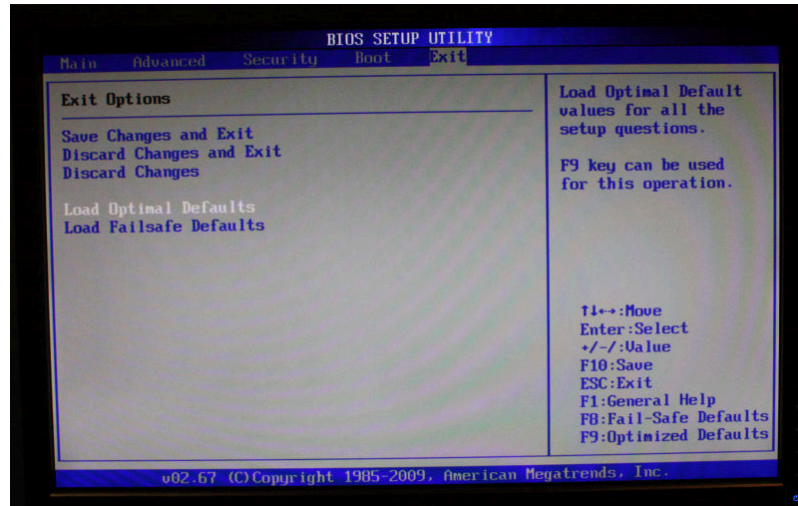 BIOS SETUP UTILITY
Main Advanced Security Boot Exit
Exit Options
Save Changes and Exit
Discard Changes and Exit
Discard Changes
Load Optimal Defaults
Load Failsafe Defaults
Load Optimal Default
values for all the
setup questions.
F9 key can be used
for this operation.
↑↓←→:Move
Enter:Select
+/-/:Value
F10:Save
ESC:Exit
F1:General Help
F8:Fail-Safe Defaults
F9:Optimized Defaults
v02.67 (C)Copyright 1985-2009, American Megatrends, Inc.